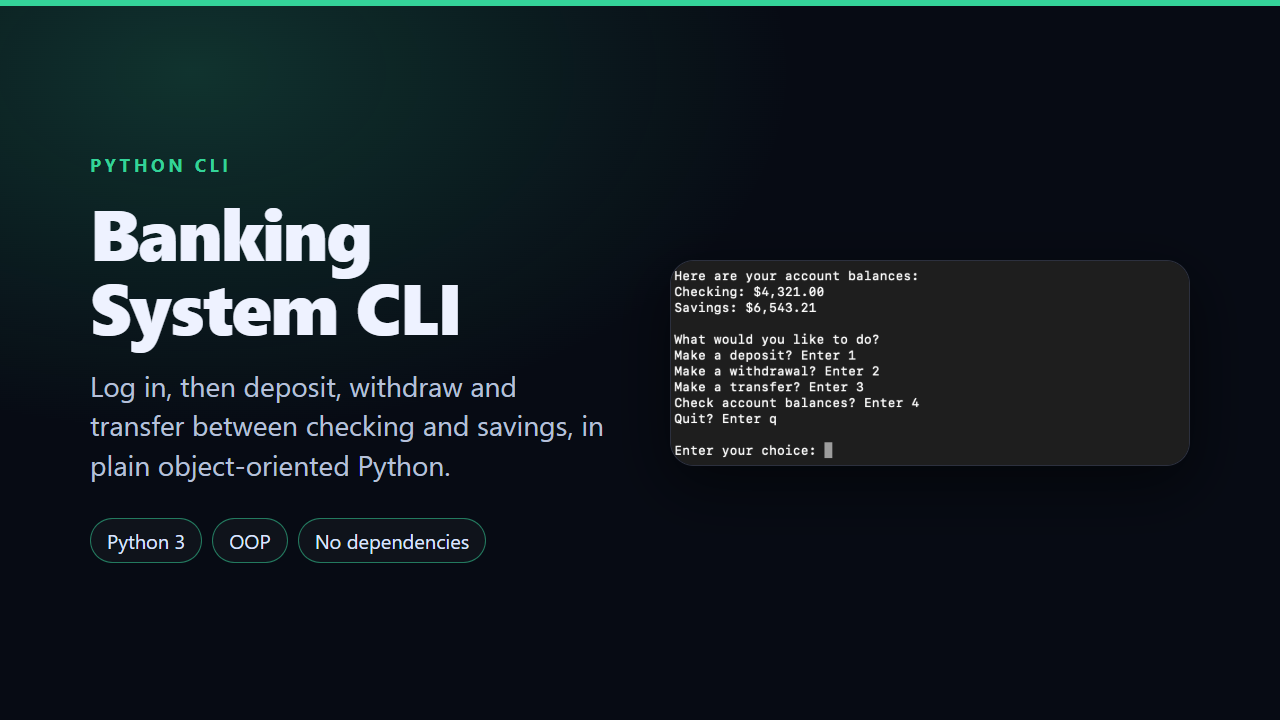 PYTHON CLI
Banking
System CLI
Log in, then deposit, withdraw and
transfer between checking and savings, in
plain object-oriented Python.
Python 3
OOP
No dependencies
Here are your account balances:
Checking: $4,321.00
Savings: $6,543.21
What would you like to do?
Make a deposit? Enter 1
Make a withdrawal? Enter 2
Make a transfer? Enter 3
Check account balances? Enter 4
Quit? Enter q
Enter your choice: